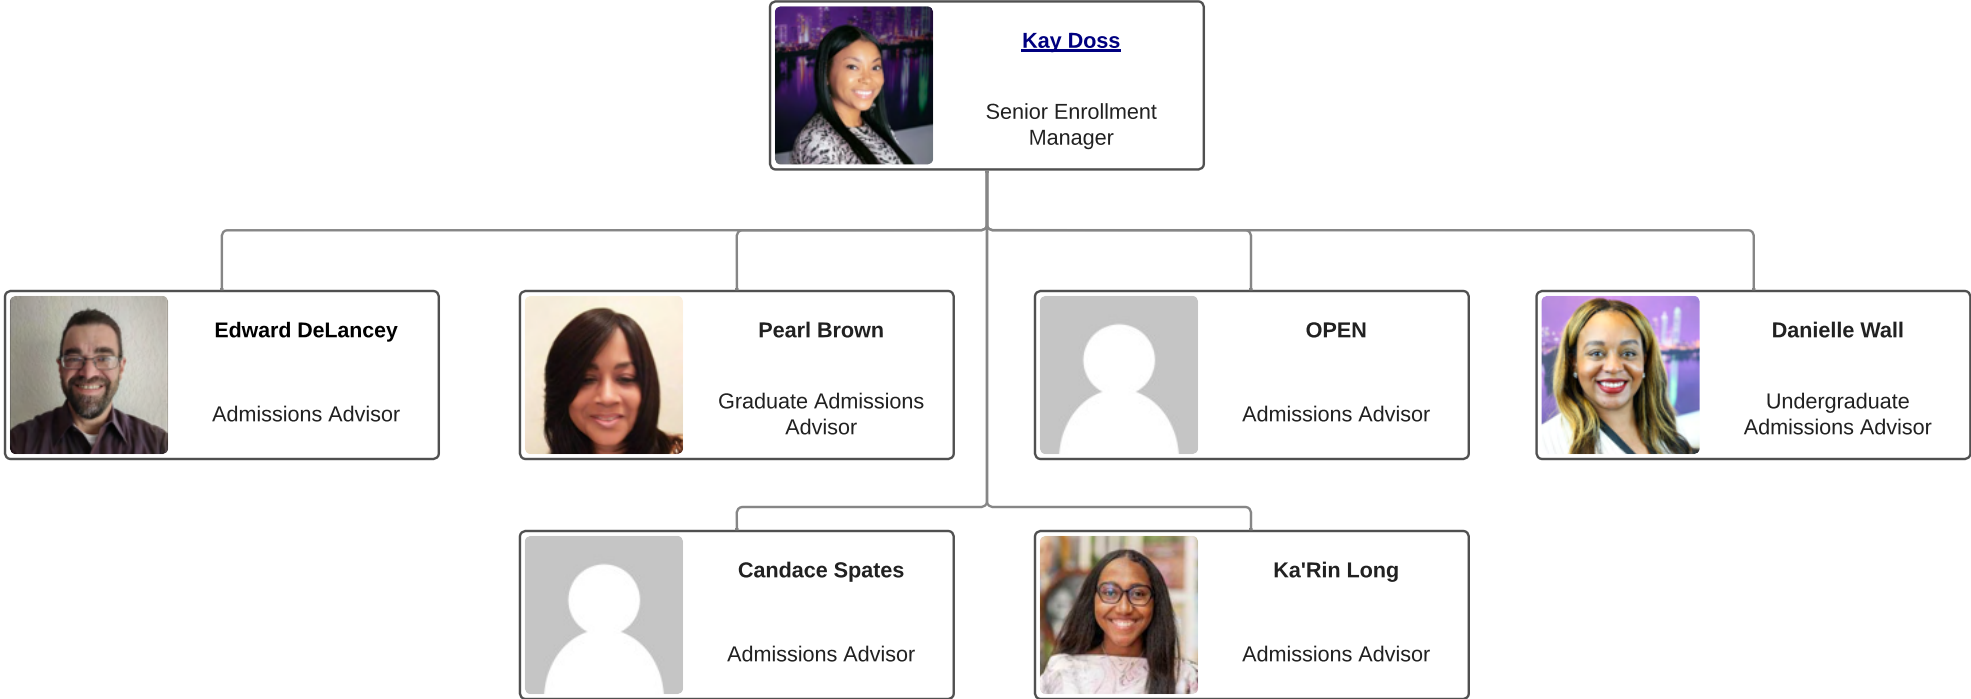 Kay Doss
Senior Enrollment
Manager
Edward DeLancey
Admissions Advisor
Pearl Brown
Graduate Admissions
Advisor
OPEN
Admissions Advisor
Danielle Wall
Undergraduate
Admissions Advisor
Candace Spates
Admissions Advisor
Ka'Rin Long
Admissions Advisor